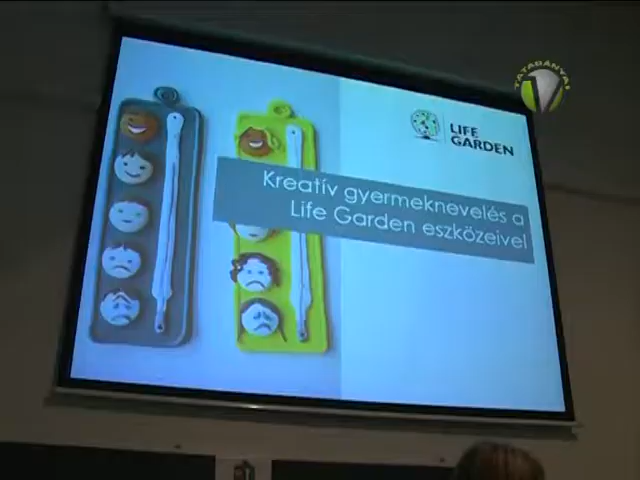 TATABÁNYAI
V
LIFE
GARDEN
Kreatív gyermeknevelés a
Life Garden eszközeivel